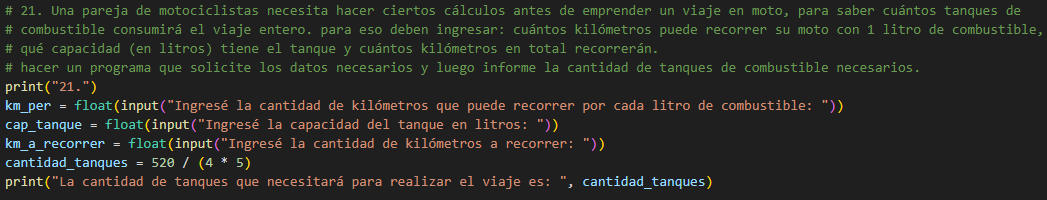 # 21. Una pareja de motociclistas necesita hacer ciertos cálculos antes de emprender un viaje en moto, para saber cuántos tanques de
# combustible consumirá el viaje entero. para eso deben ingresar: cuántos kilómetros puede recorrer su moto con 1 litro de combustible,
# qué capacidad (en litros) tiene el tanque y cuántos kilómetros en total recorrerán.
# hacer un programa que solicite los datos necesarios y luego informe la cantidad de tanques de combustible necesarios.
print("21.")
km_per = float(input("Ingresé la cantidad de kilómetros que puede recorrer por cada litro de combustible: "))
cap_tanque = float(input("Ingresé la capacidad del tanque en litros: "))
km_a_recorrer = float(input("Ingresé la cantidad de kilómetros a recorrer: "))
cantidad_tanques = 520 / (4 * 5)
print("La cantidad de tanques que necesitará para realizar el viaje es: ", cantidad_tanques)